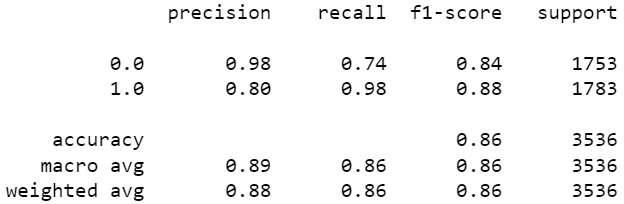 precision recall f1-score support
0.0 0.98 0.74 0.84 1753
1.0 0.80 0.98 0.88 1783
accuracy 0.86 3536
macro avg 0.89 0.86 0.86 3536
weighted avg 0.88 0.86 0.86 3536